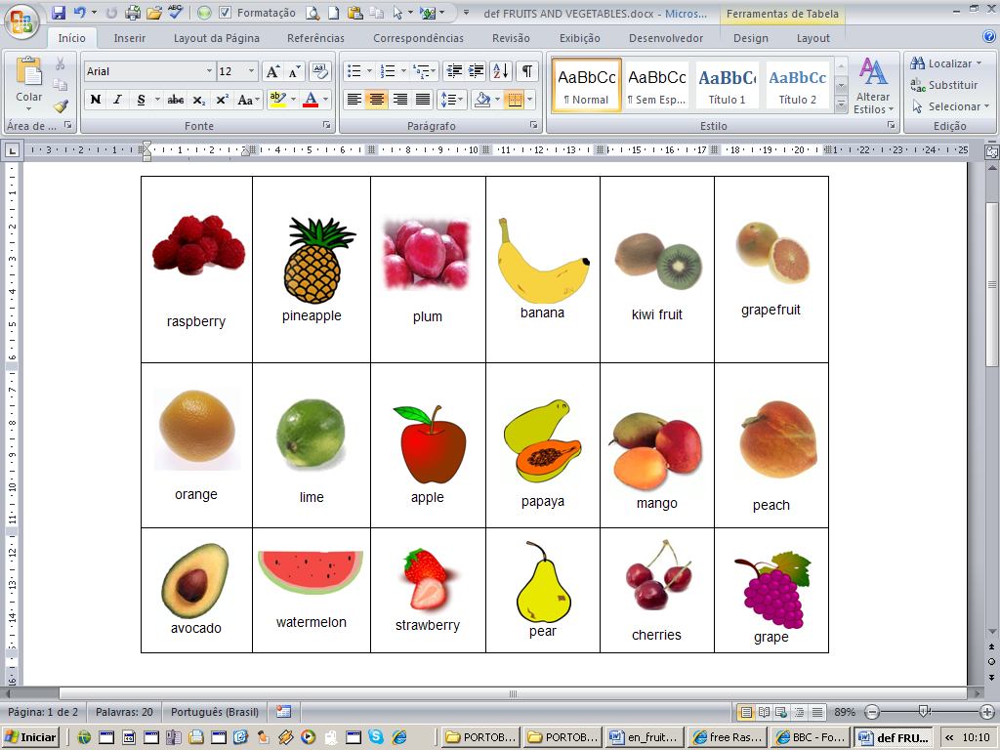 Formatação
def FRUITS AND VEGETABLES.docx - Micros...
Ferramentas de Tabela
Início Inserir Layout da Página Referências Correspondências Revisão Exibição Desenvolvedor Design Layout
Colar
Arial 12
AaBbCc AaBbCc AaBbC AaBbCc
¶ Normal ¶ Sem Esp... Título 1 Título 2
Alterar Estilos
Localizar
Substituir
Selecionar
N I S abc x₂ x² Aa ab A
Área de ... Fonte Parágrafo Estilo Edição
3 2 1 1 2 3 4 5 6 7 8 9 10 11 12 13 14 15 16 17 18 19 20 21 22 23 24 25
raspberry pineapple plum banana kiwi fruit grapefruit
orange lime apple papaya mango peach
avocado watermelon strawberry pear cherries grape
Página: 1 de 2 Palavras: 20 Português (Brasil) 89%
Iniciar PORTOB... PORTOB... en_fruit... free Ras... BBC - Fo... def FRU... 10:10